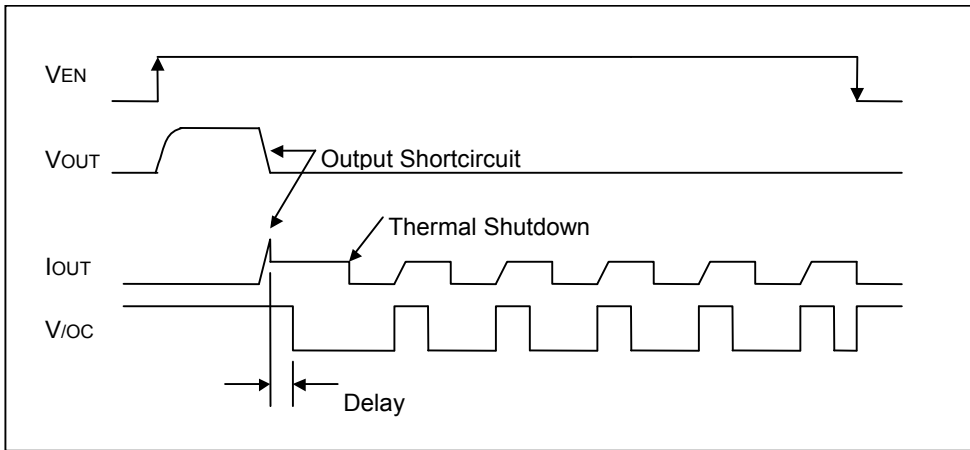 VEN
VOUT
Output Shortcircuit
Thermal Shutdown
IOUT
V/OC
Delay